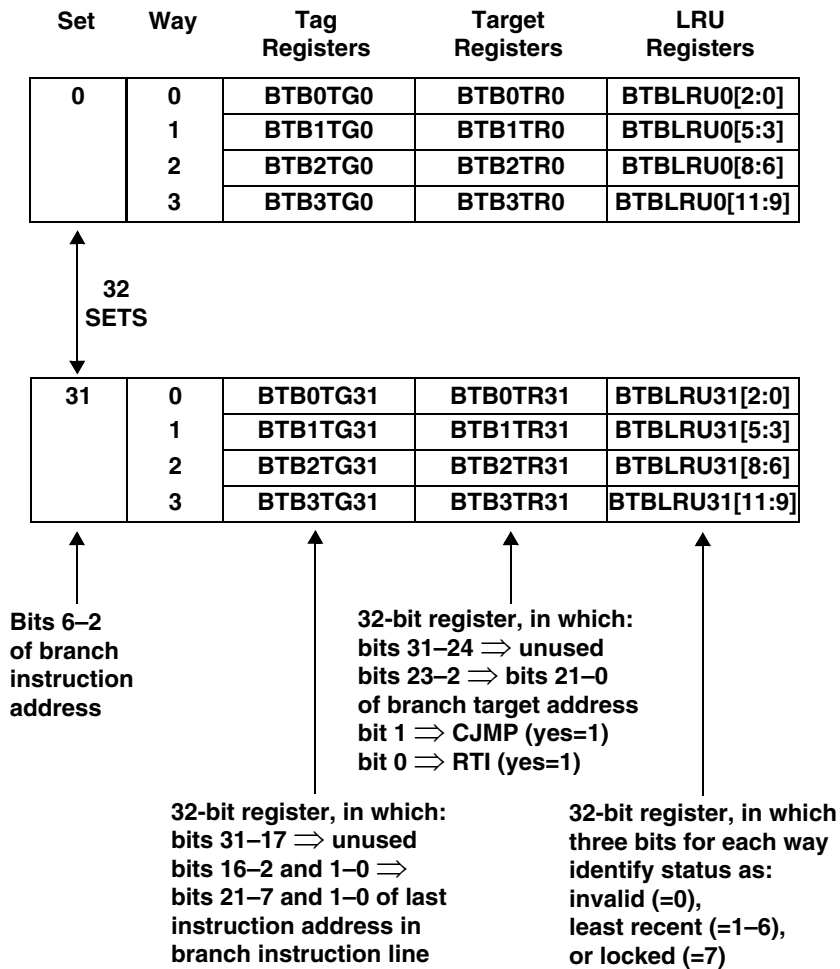 Set Way Tag Registers Target Registers LRU Registers
0 0 BTB0TG0 BTB0TR0 BTBLRU0[2:0]
1 BTB1TG0 BTB1TR0 BTBLRU0[5:3]
2 BTB2TG0 BTB2TR0 BTBLRU0[8:6]
3 BTB3TG0 BTB3TR0 BTBLRU0[11:9]
32
SETS
31 0 BTB0TG31 BTB0TR31 BTBLRU31[2:0]
1 BTB1TG31 BTB1TR31 BTBLRU31[5:3]
2 BTB2TG31 BTB2TR31 BTBLRU31[8:6]
3 BTB3TG31 BTB3TR31 BTBLRU31[11:9]
Bits 6–2
of branch
instruction
address
32-bit register, in which:
bits 31–24 ⇒ unused
bits 23–2 ⇒ bits 21–0
of branch target address
bit 1 ⇒ CJMP (yes=1)
bit 0 ⇒ RTI (yes=1)
32-bit register, in which:
bits 31–17 ⇒ unused
bits 16–2 and 1–0 ⇒
bits 21–7 and 1–0 of last
instruction address in
branch instruction line
32-bit register, in which
three bits for each way
identify status as:
invalid (=0),
least recent (=1–6),
or locked (=7)